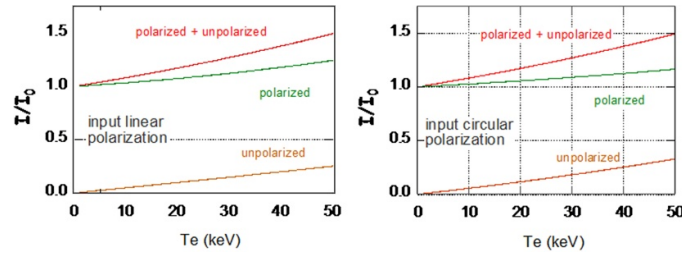 1.5
1.0
0.5
0.0
I/I0
polarized + unpolarized
polarized
input linear
polarization
unpolarized
0 10 20 30 40 50
Te (keV)
1.5
1.0
0.5
0.0
I/I0
polarized + unpolarized
polarized
input circular
polarization
unpolarized
0 10 20 30 40 50
Te (keV)